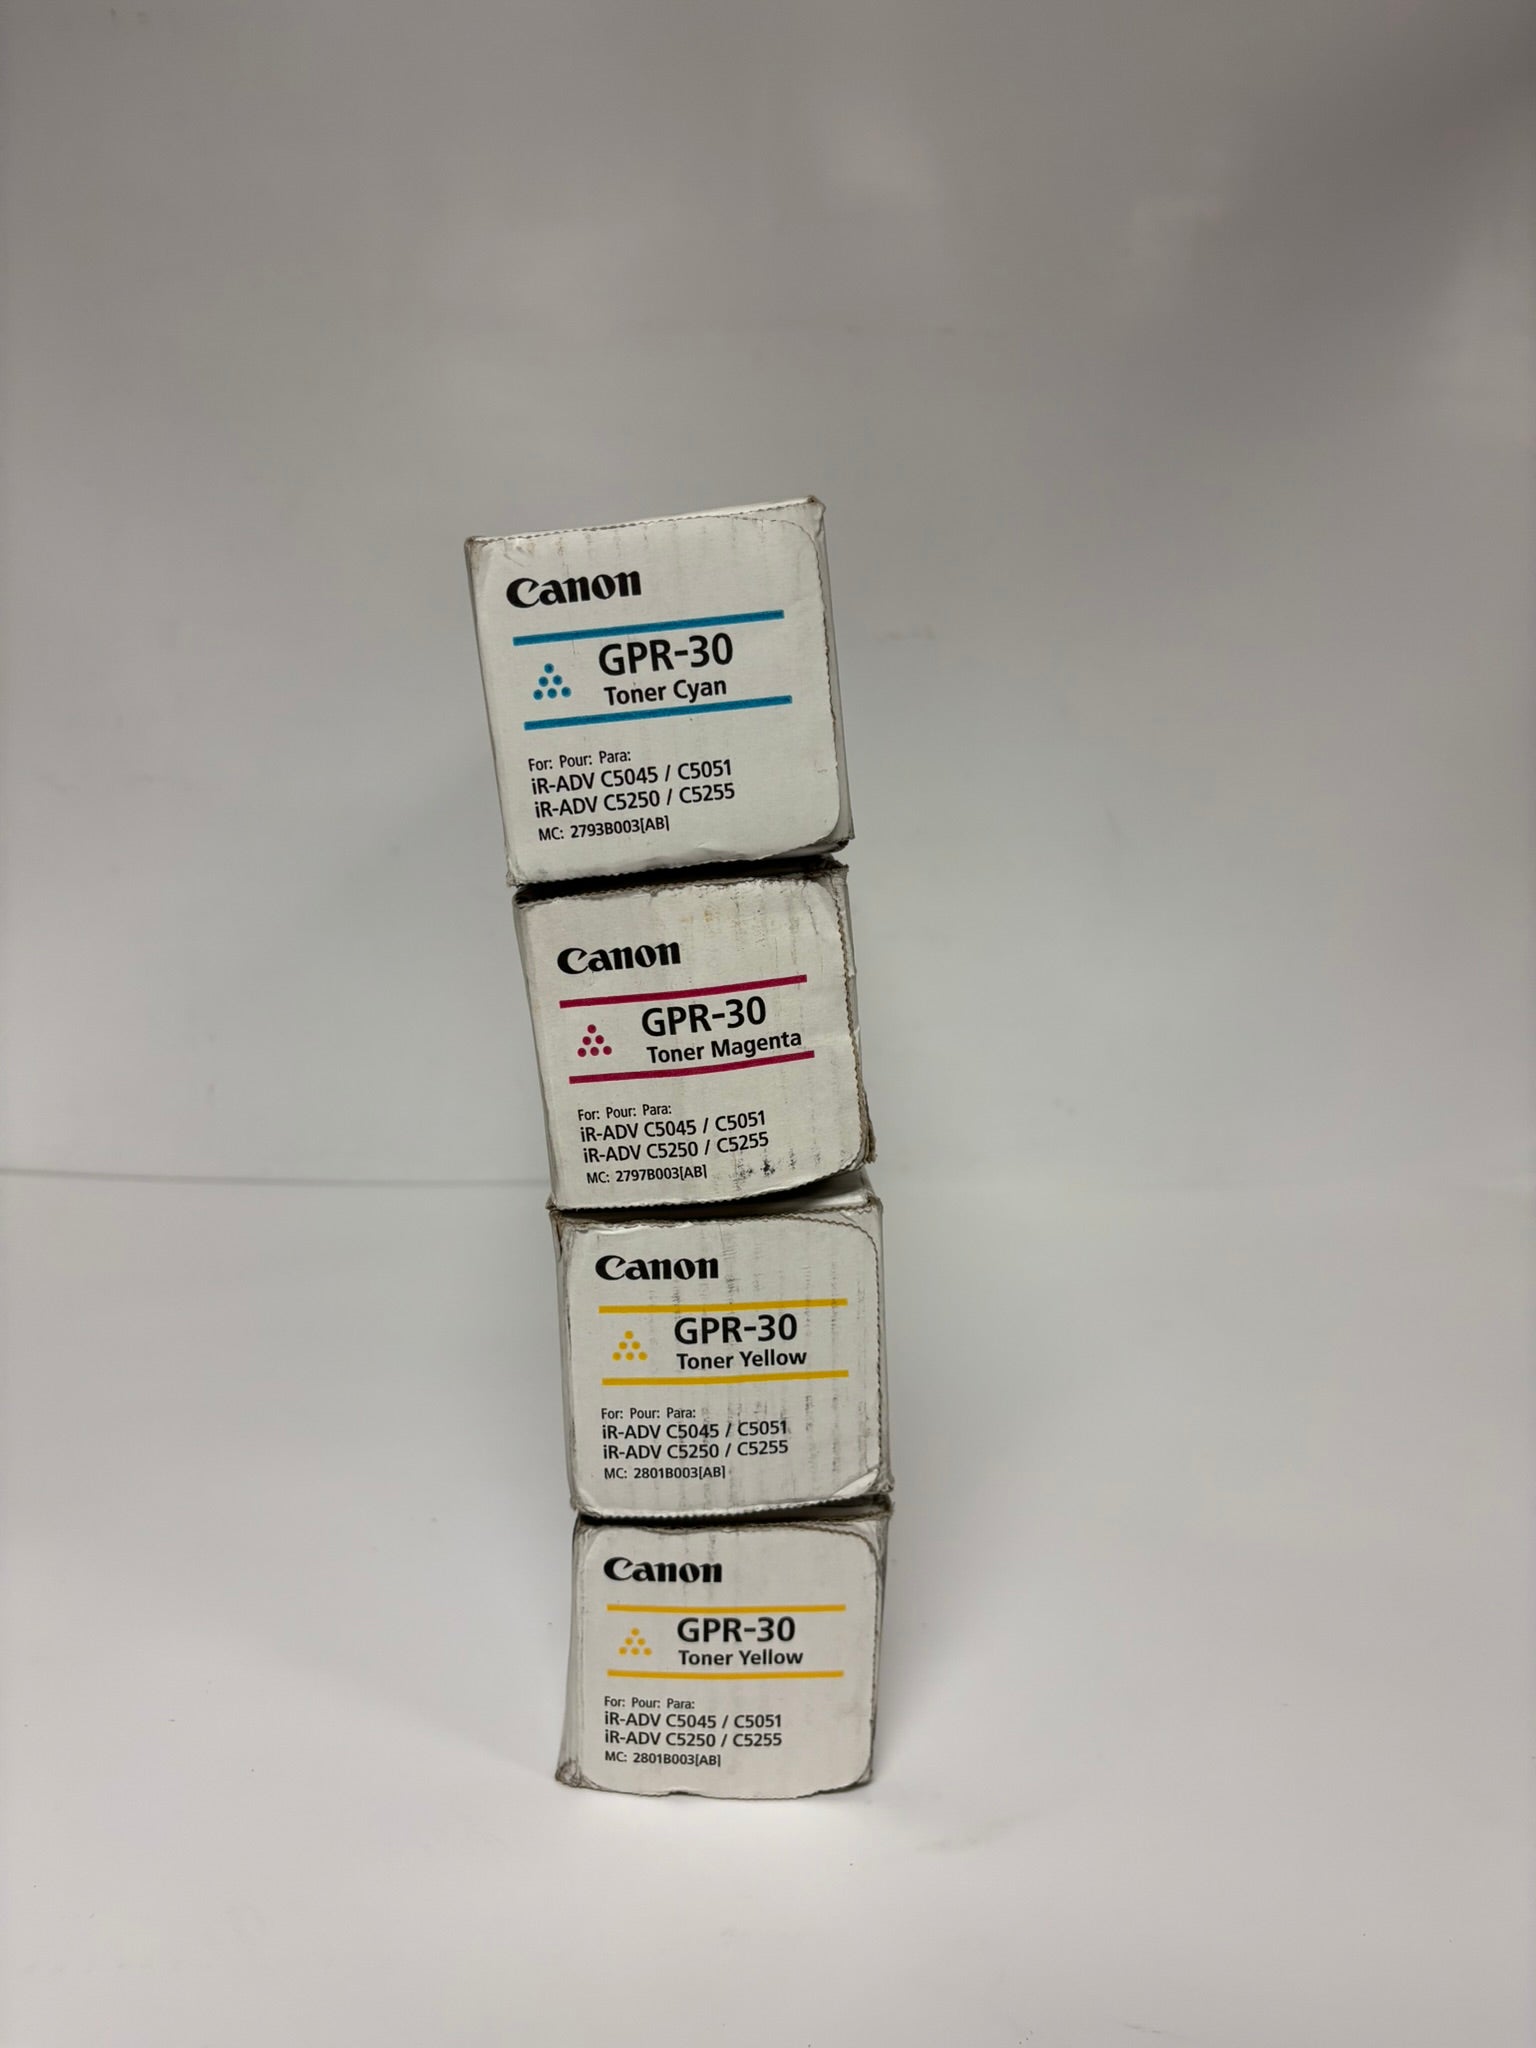 Canon
GPR-30
Toner Cyan
For: Pour: Para:
iR-ADV C5045 / C5051
iR-ADV C5250 / C5255
MC: 2793B003[AB]
Canon
GPR-30
Toner Magenta
For: Pour: Para:
iR-ADV C5045 / C5051
iR-ADV C5250 / C5255
MC: 2797B003[AB]
Canon
GPR-30
Toner Yellow
For: Pour: Para:
iR-ADV C5045 / C5051
iR-ADV C5250 / C5255
MC: 2801B003[AB]
Canon
GPR-30
Toner Yellow
For: Pour: Para:
iR-ADV C5045 / C5051
iR-ADV C5250 / C5255
MC: 2801B003[AB]